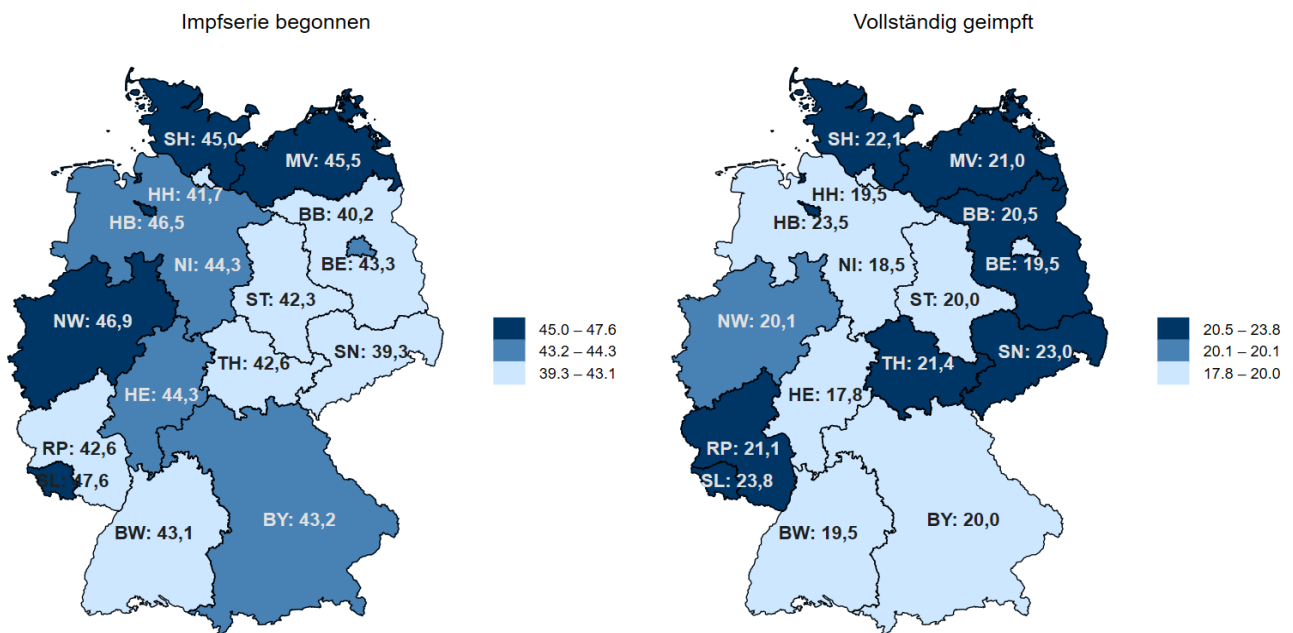 Impfserie begonnen
SH: 45,0
MV: 45,5
HH: 41,7
BB: 40,2
HB: 46,5
NI: 44,3
BE: 43,3
ST: 42,3
NW: 46,9
SN: 39,3
TH: 42,6
HE: 44,3
RP: 42,6
SL: 47,6
BW: 43,1
BY: 43,2
45.0 – 47.6
43.2 – 44.3
39.3 – 43.1
Vollständig geimpft
SH: 22,1
MV: 21,0
HH: 19,5
BB: 20,5
HB: 23,5
NI: 18,5
BE: 19,5
ST: 20,0
NW: 20,1
SN: 23,0
TH: 21,4
HE: 17,8
RP: 21,1
SL: 23,8
BW: 19,5
BY: 20,0
20.5 – 23.8
20.1 – 20.1
17.8 – 20.0